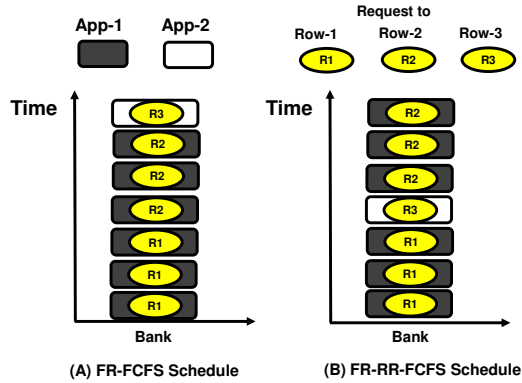 App-1 App-2
Request to
Row-1 Row-2 Row-3
R1 R2 R3
Time
R3
R2
R2
R2
R1
R1
R1
Bank
(A) FR-FCFS Schedule
Time
R2
R2
R2
R3
R1
R1
R1
Bank
(B) FR-RR-FCFS Schedule